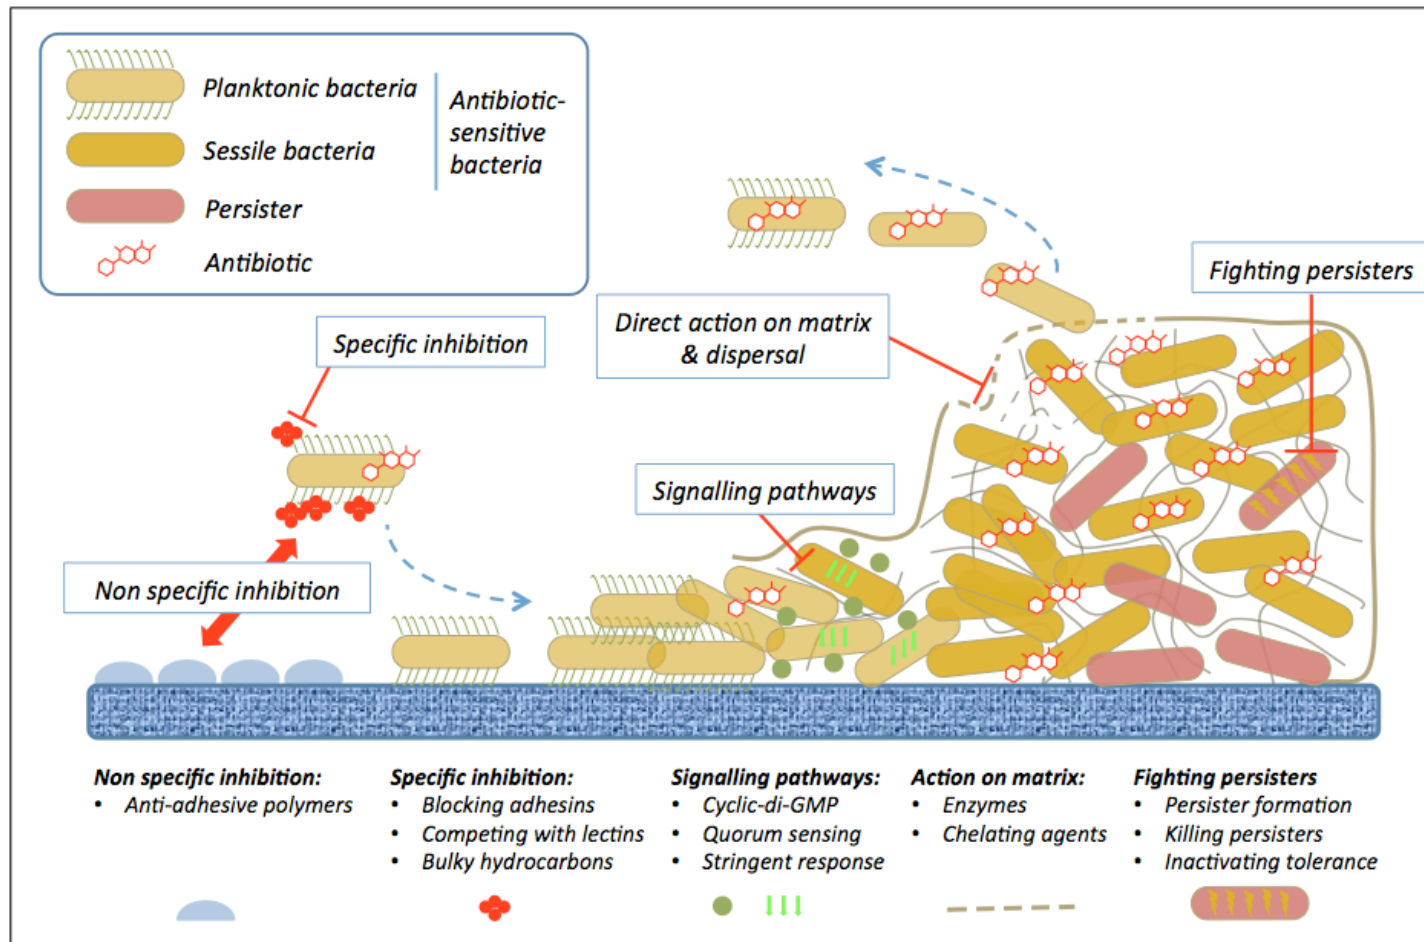 Planktonic bacteria
Sessile bacteria
Persister
Antibiotic
Antibiotic-
sensitive
bacteria
Specific inhibition
Direct action on matrix
& dispersal
Fighting persisters
Signalling pathways
Non specific inhibition
Non specific inhibition:
• Anti-adhesive polymers
Specific inhibition:
• Blocking adhesins
• Competing with lectins
• Bulky hydrocarbons
Signalling pathways:
• Cyclic-di-GMP
• Quorum sensing
• Stringent response
Action on matrix:
• Enzymes
• Chelating agents
Fighting persisters
• Persister formation
• Killing persisters
• Inactivating tolerance